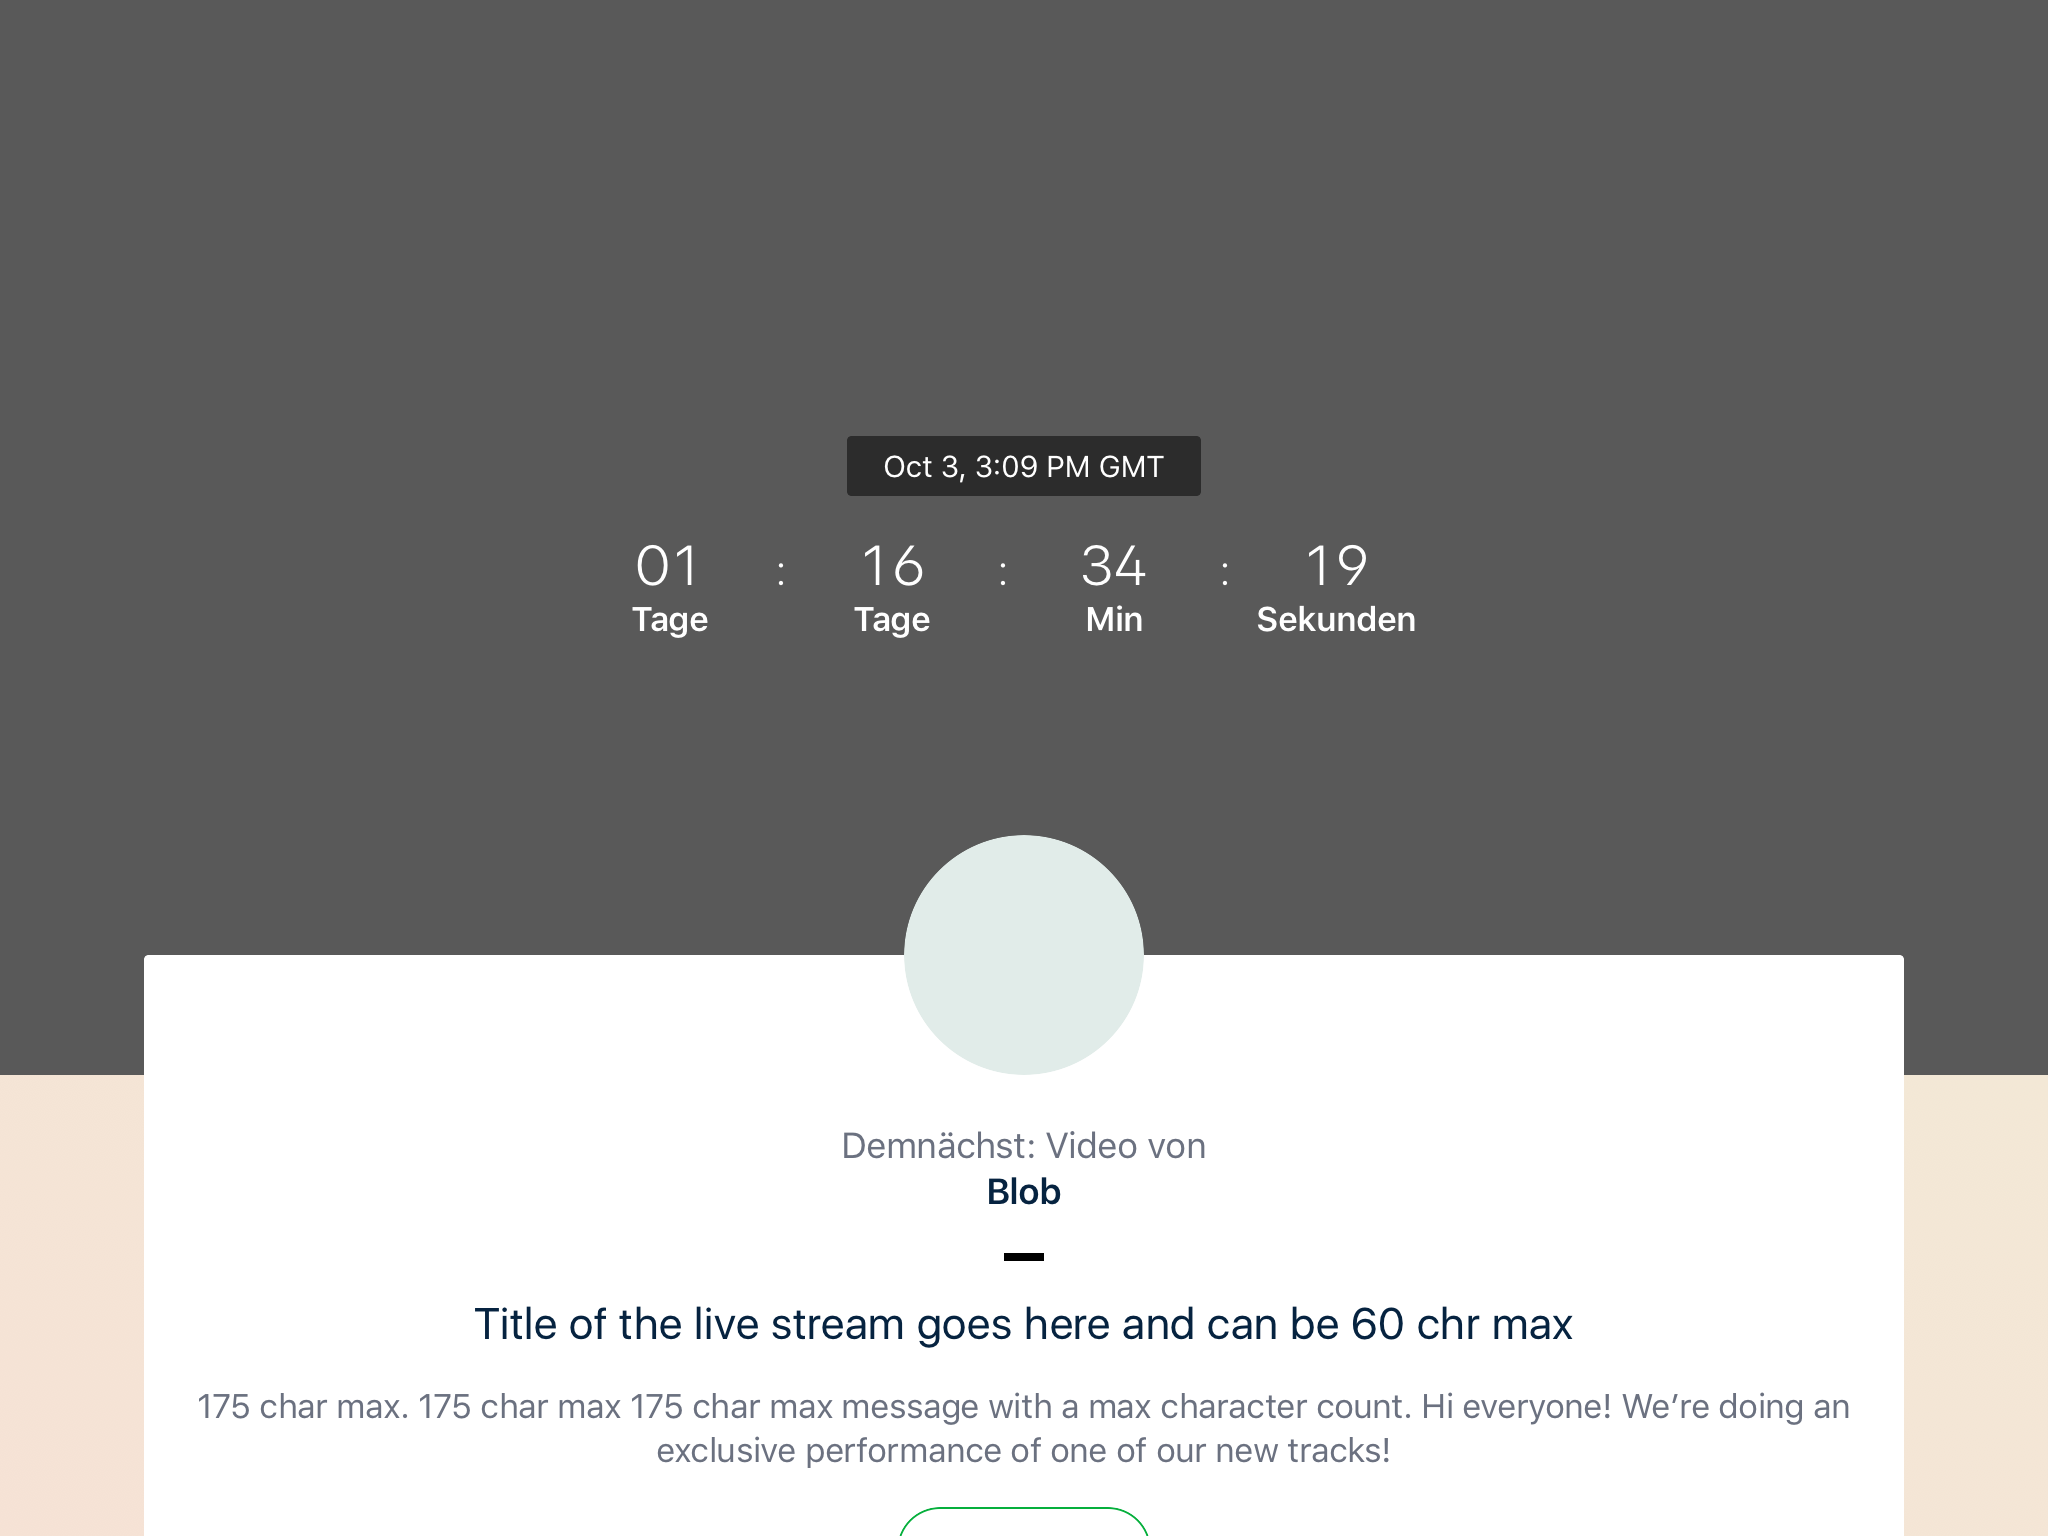 Oct 3, 3:09 PM GMT
01 : 16 : 34 : 19
Tage Tage Min Sekunden
Demnächst: Video von
Blob
Title of the live stream goes here and can be 60 chr max
175 char max. 175 char max 175 char max message with a max character count. Hi everyone! We’re doing an
exclusive performance of one of our new tracks!